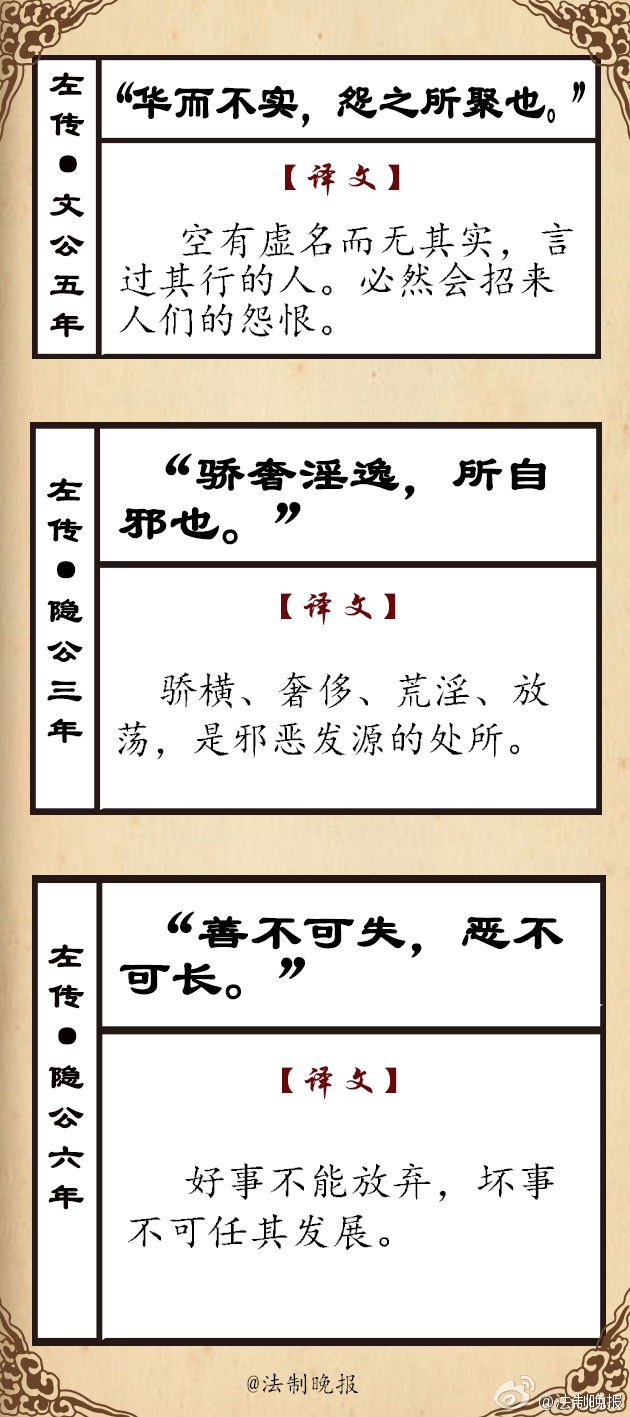 左传·文公五年
“华而不实，怨之所聚也。”
【译文】
空有虚名而无其实，言
过其行的人。必然会招来
人们的怨恨。
左传·隐公三年
“骄奢淫逸，所自
邪也。”
【译文】
骄横、奢侈、荒淫、放
荡，是邪恶发源的处所。
左传·隐公六年
“善不可失，恶不
可长。”
【译文】
好事不能放弃，坏事
不可任其发展。
@法制晚报
@法制晚报